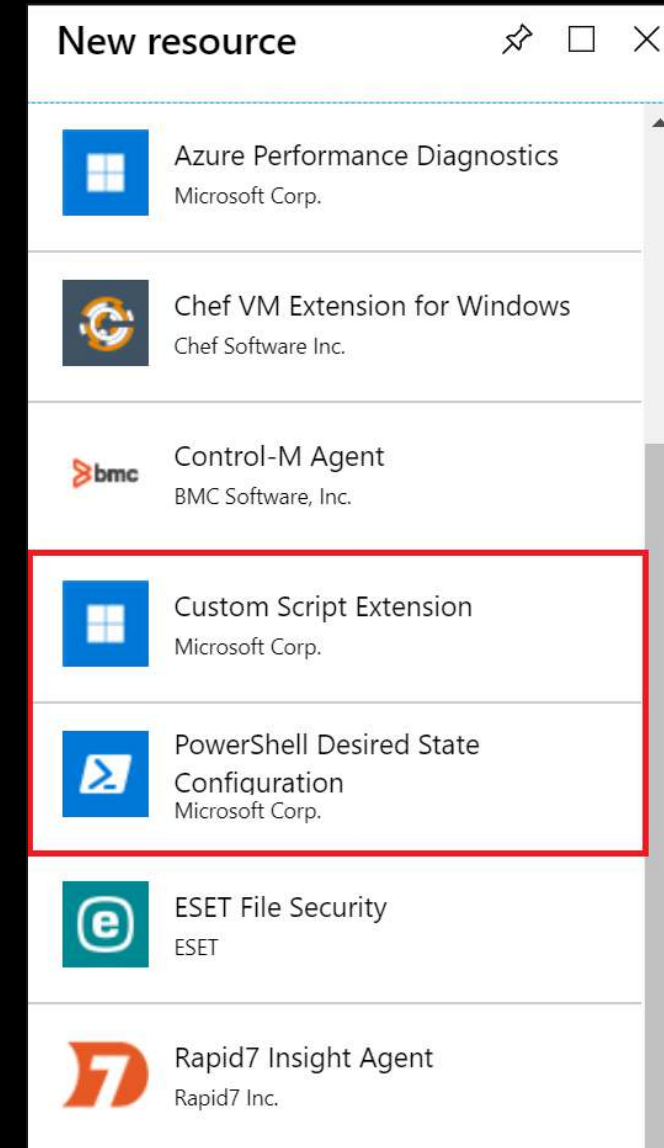 New resource
Azure Performance Diagnostics
Microsoft Corp.
Chef VM Extension for Windows
Chef Software Inc.
bmc
Control-M Agent
BMC Software, Inc.
Custom Script Extension
Microsoft Corp.
PowerShell Desired State
Configuration
Microsoft Corp.
e
ESET File Security
ESET
7
Rapid7 Insight Agent
Rapid7 Inc.